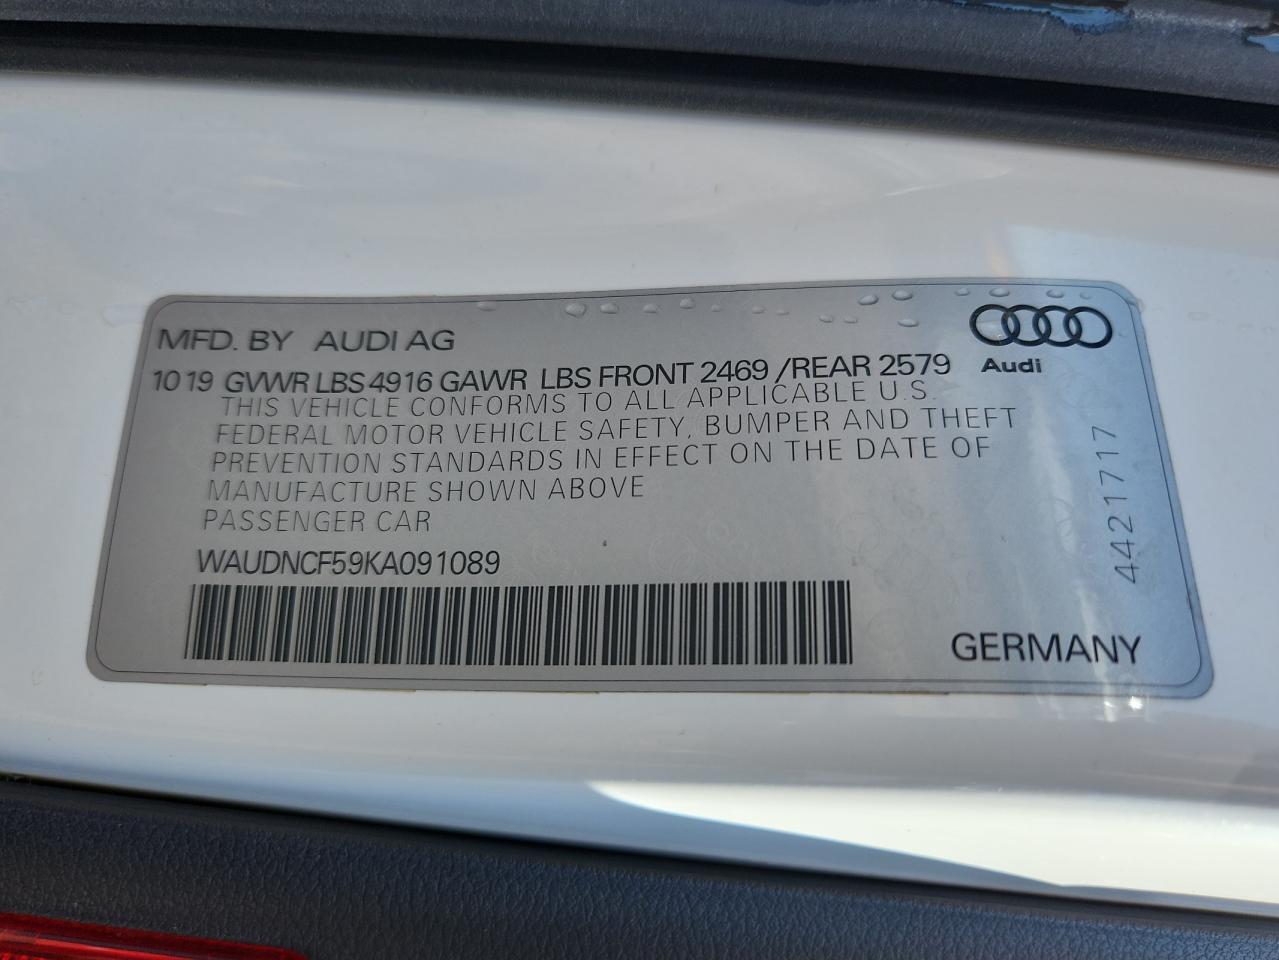 MFD. BY AUDI AG
10 19 GVWR LBS 4916 GAWR LBS FRONT 2469 /REAR 2579
Audi
THIS VEHICLE CONFORMS TO ALL APPLICABLE U.S.
FEDERAL MOTOR VEHICLE SAFETY, BUMPER AND THEFT
PREVENTION STANDARDS IN EFFECT ON THE DATE OF
MANUFACTURE SHOWN ABOVE
PASSENGER CAR
WAUDNCF59KA091089
4421717
GERMANY